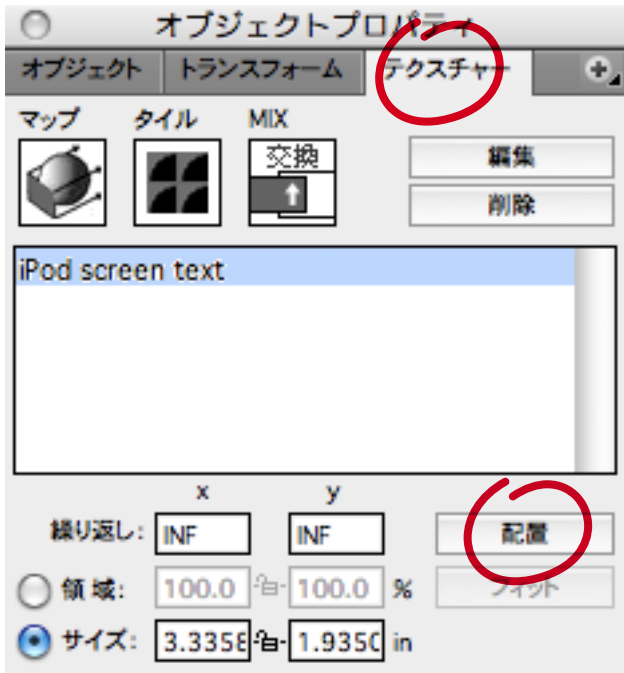 オブジェクトプロパティ
オブジェクト トランスフォーム テクスチャー
マップ タイル MIX
交換
編集
削除
iPod screen text
x y
繰り返し: INF INF 配置
領域: 100.0 100.0 % フィット
サイズ: 3.3358 1.9350 in